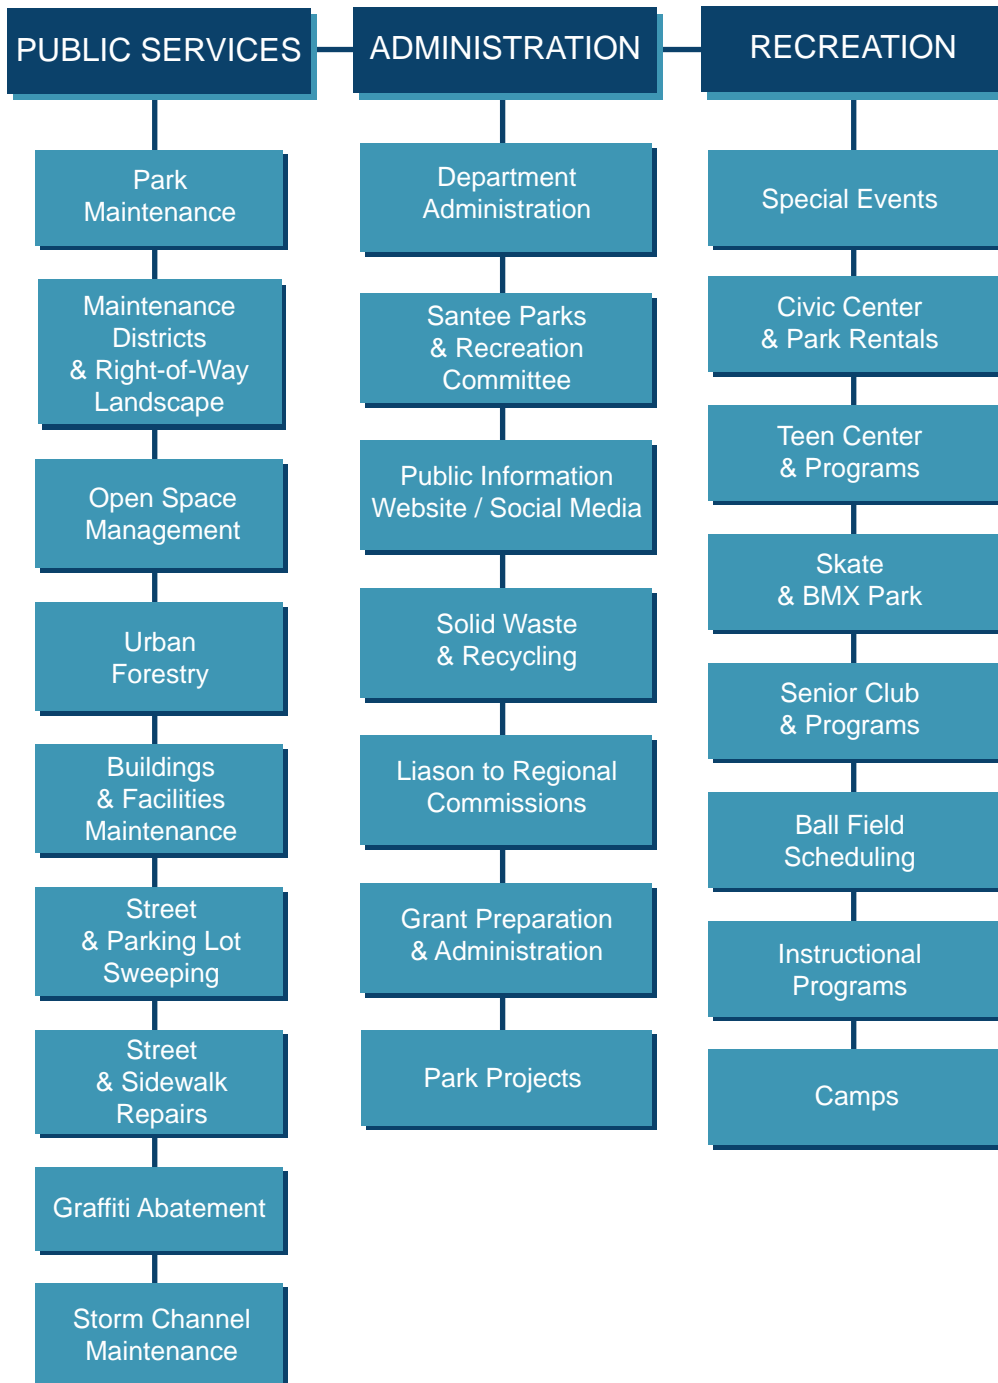 PUBLIC SERVICES
Park
Maintenance
Maintenance
Districts
& Right-of-Way
Landscape
Open Space
Management
Urban
Forestry
Buildings
& Facilities
Maintenance
Street
& Parking Lot
Sweeping
Street
& Sidewalk
Repairs
Graffiti Abatement
Storm Channel
Maintenance
ADMINISTRATION
Department
Administration
Santee Parks
& Recreation
Committee
Public Information
Website / Social Media
Solid Waste
& Recycling
Liason to Regional
Commissions
Grant Preparation
& Administration
Park Projects
RECREATION
Special Events
Civic Center
& Park Rentals
Teen Center
& Programs
Skate
& BMX Park
Senior Club
& Programs
Ball Field
Scheduling
Instructional
Programs
Camps